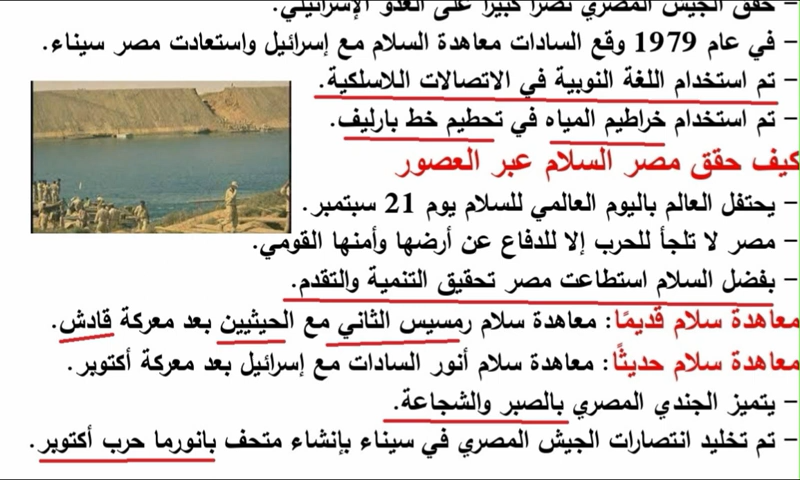 – حقق الجيش المصري نصرًا كبيرًا على العدو الإسرائيلي.
– في عام 1979 وقع السادات معاهدة السلام مع إسرائيل واستعادت مصر سيناء.
– تم استخدام اللغة النوبية في الاتصالات اللاسلكية.
– تم استخدام خراطيم المياه في تحطيم خط بارليف.
كيف حقق مصر السلام عبر العصور
– يحتفل العالم باليوم العالمي للسلام يوم 21 سبتمبر.
– مصر لا تلجأ للحرب إلا للدفاع عن أرضها وأمنها القومي.
– بفضل السلام استطاعت مصر تحقيق التنمية والتقدم.
معاهدة سلام قديمًا: معاهدة سلام رمسيس الثاني مع الحيثيين بعد معركة قادش.
معاهدة سلام حديثًا: معاهدة سلام أنور السادات مع إسرائيل بعد معركة أكتوبر.
– يتميز الجندي المصري بالصبر والشجاعة.
– تم تخليد انتصارات الجيش المصري في سيناء بإنشاء متحف بانورما حرب أكتوبر.